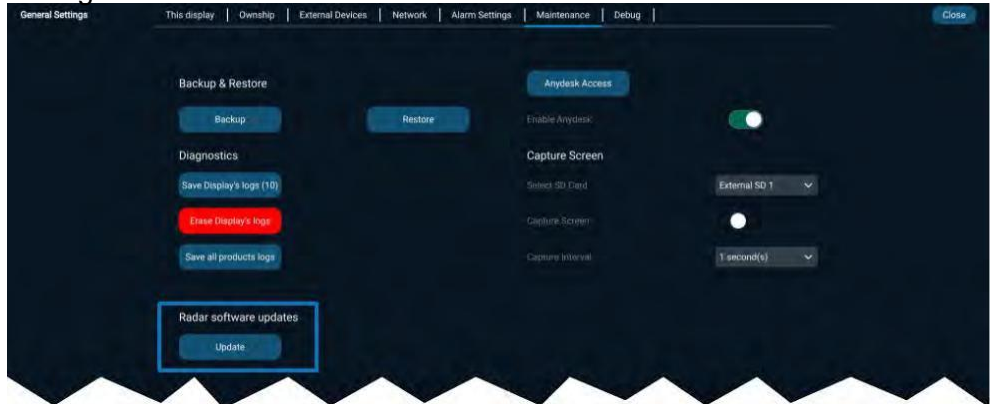 General Settings
This display | Ownship | External Devices | Network | Alarm Settings | Maintenance | Debug |
Close
Backup & Restore
Anydesk Access
Backup
Restore
Enable Anydesk
Diagnostics
Capture Screen
Save Display's logs (10)
Select SD Card
External SD 1
Erase Display's logs
Capture Screen
Save all products logs
Capture Interval
1 second(s)
Radar software updates
Update